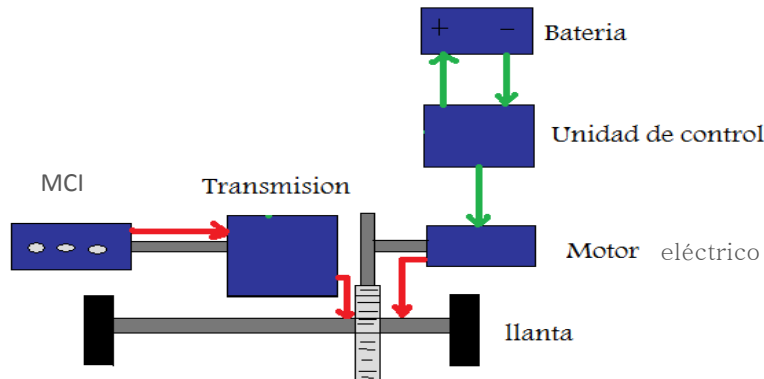 + −
Bateria
Unidad de control
MCI
Transmision
Motor eléctrico
llanta